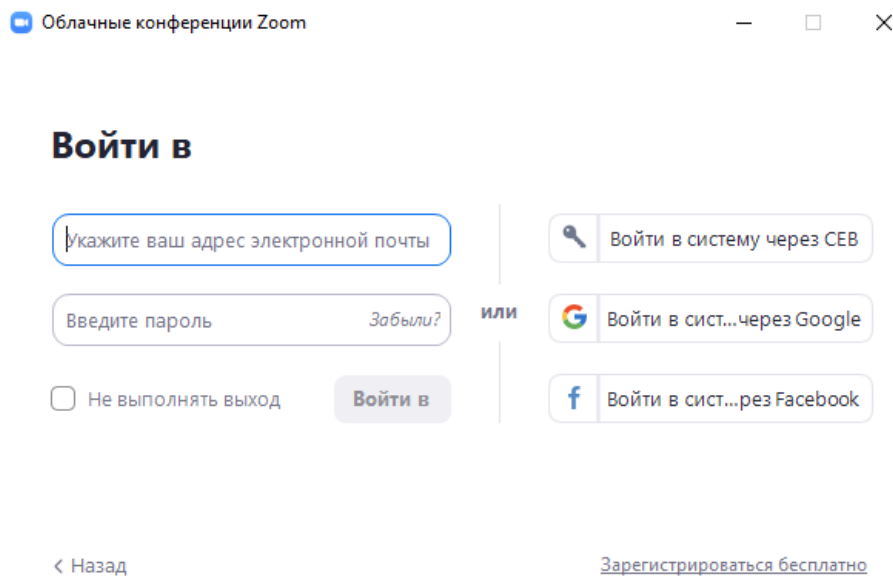 Облачные конференции Zoom
Войти в
Укажите ваш адрес электронной почты
Войти в систему через СЕВ
Введите пароль
Забыли?
или
Войти в сист...через Google
Не выполнять выход
Войти в
Войти в сист...рез Facebook
Назад
Зарегистрироваться бесплатно